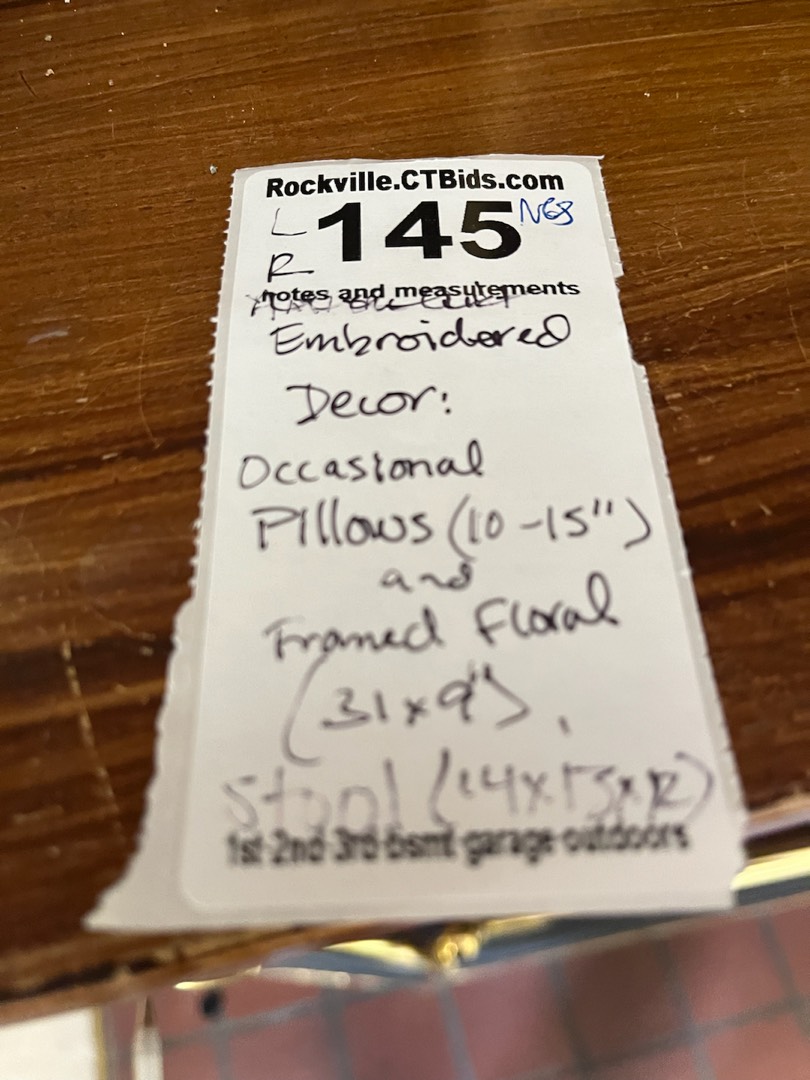 Rockville.CTBids.com
L
R
145
notes and measurements
Embroidered
Decor:
Occasional
Pillows (10-15")
and
Framed Floral
(31x9"),
Stool (14x13x12)
1st 2nd 3rd bsmt garage outdoors